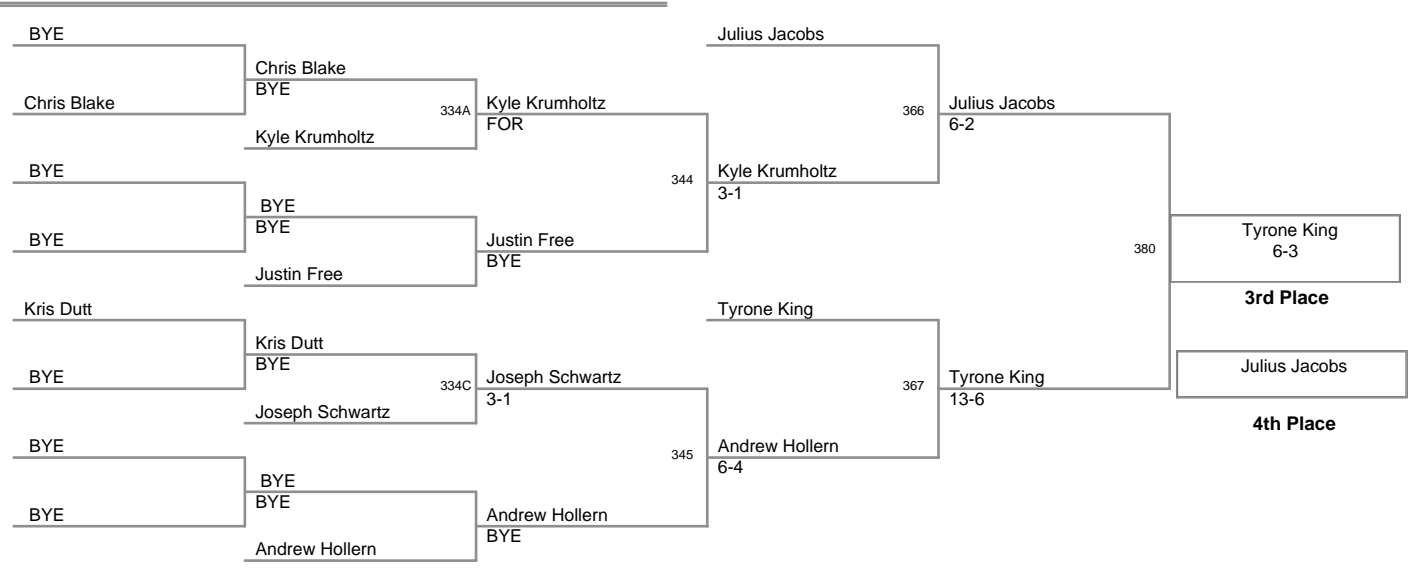 BYE
Chris Blake
BYE
Chris Blake
334A
Kyle Krumholtz
FOR
Kyle Krumholtz
BYE
BYE
BYE
BYE
Justin Free
BYE
Justin Free
344
Kyle Krumholtz
3-1
Julius Jacobs
366
Julius Jacobs
6-2
Kris Dutt
Kris Dutt
BYE
BYE
334C
Joseph Schwartz
3-1
Joseph Schwartz
BYE
BYE
BYE
BYE
Andrew Hollern
BYE
Andrew Hollern
345
Andrew Hollern
6-4
Tyrone King
367
Tyrone King
13-6
380
Tyrone King
6-3
3rd Place
Julius Jacobs
4th Place